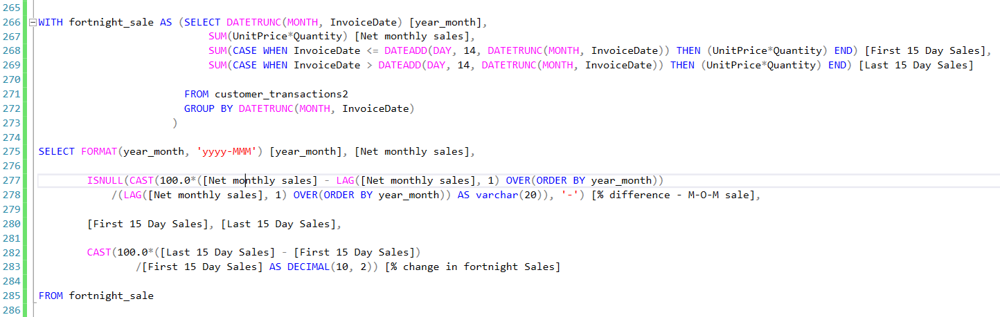 265
266 WITH fortnight_sale AS (SELECT DATETRUNC(MONTH, InvoiceDate) [year_month],
267 SUM(UnitPrice*Quantity) [Net monthly sales],
268 SUM(CASE WHEN InvoiceDate <= DATEADD(DAY, 14, DATETRUNC(MONTH, InvoiceDate)) THEN (UnitPrice*Quantity) END) [First 15 Day Sales],
269 SUM(CASE WHEN InvoiceDate > DATEADD(DAY, 14, DATETRUNC(MONTH, InvoiceDate)) THEN (UnitPrice*Quantity) END) [Last 15 Day Sales]
270
271 FROM customer_transactions2
272 GROUP BY DATETRUNC(MONTH, InvoiceDate)
273 )
274
275 SELECT FORMAT(year_month, 'yyyy-MMM') [year_month], [Net monthly sales],
276
277 ISNULL(CAST(100.0*([Net monthly sales] - LAG([Net monthly sales], 1) OVER(ORDER BY year_month))
278 /(LAG([Net monthly sales], 1) OVER(ORDER BY year_month)) AS varchar(20)), '-') [% difference - M-O-M sale],
279
280 [First 15 Day Sales], [Last 15 Day Sales],
281
282 CAST(100.0*([Last 15 Day Sales] - [First 15 Day Sales])
283 /[First 15 Day Sales] AS DECIMAL(10, 2)) [% change in fortnight Sales]
284
285 FROM fortnight_sale
286